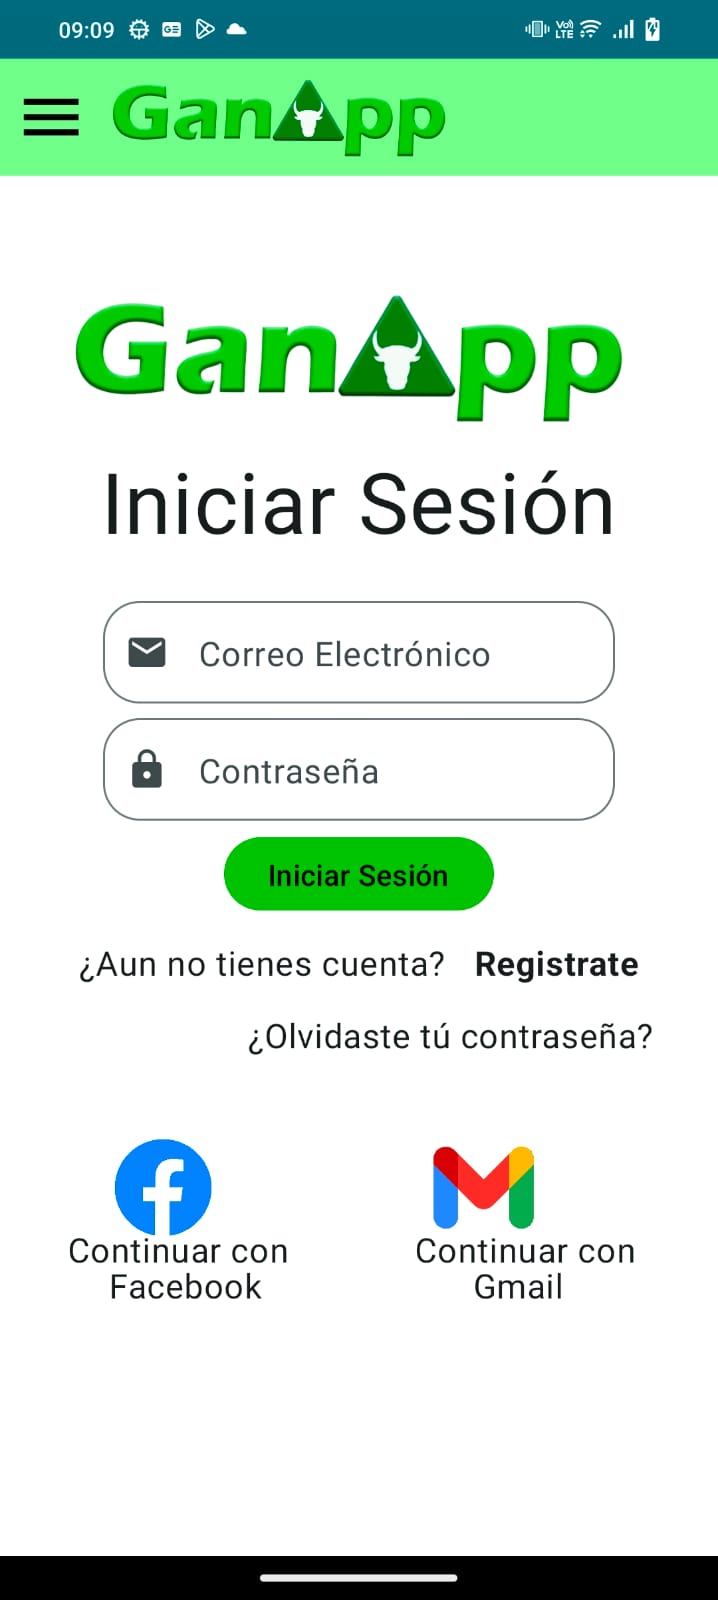 09:09
GanApp
GanApp
Iniciar Sesión
Correo Electrónico
Contraseña
Iniciar Sesión
¿Aun no tienes cuenta? Registrate
¿Olvidaste tú contraseña?
Continuar con
Facebook
Continuar con
Gmail